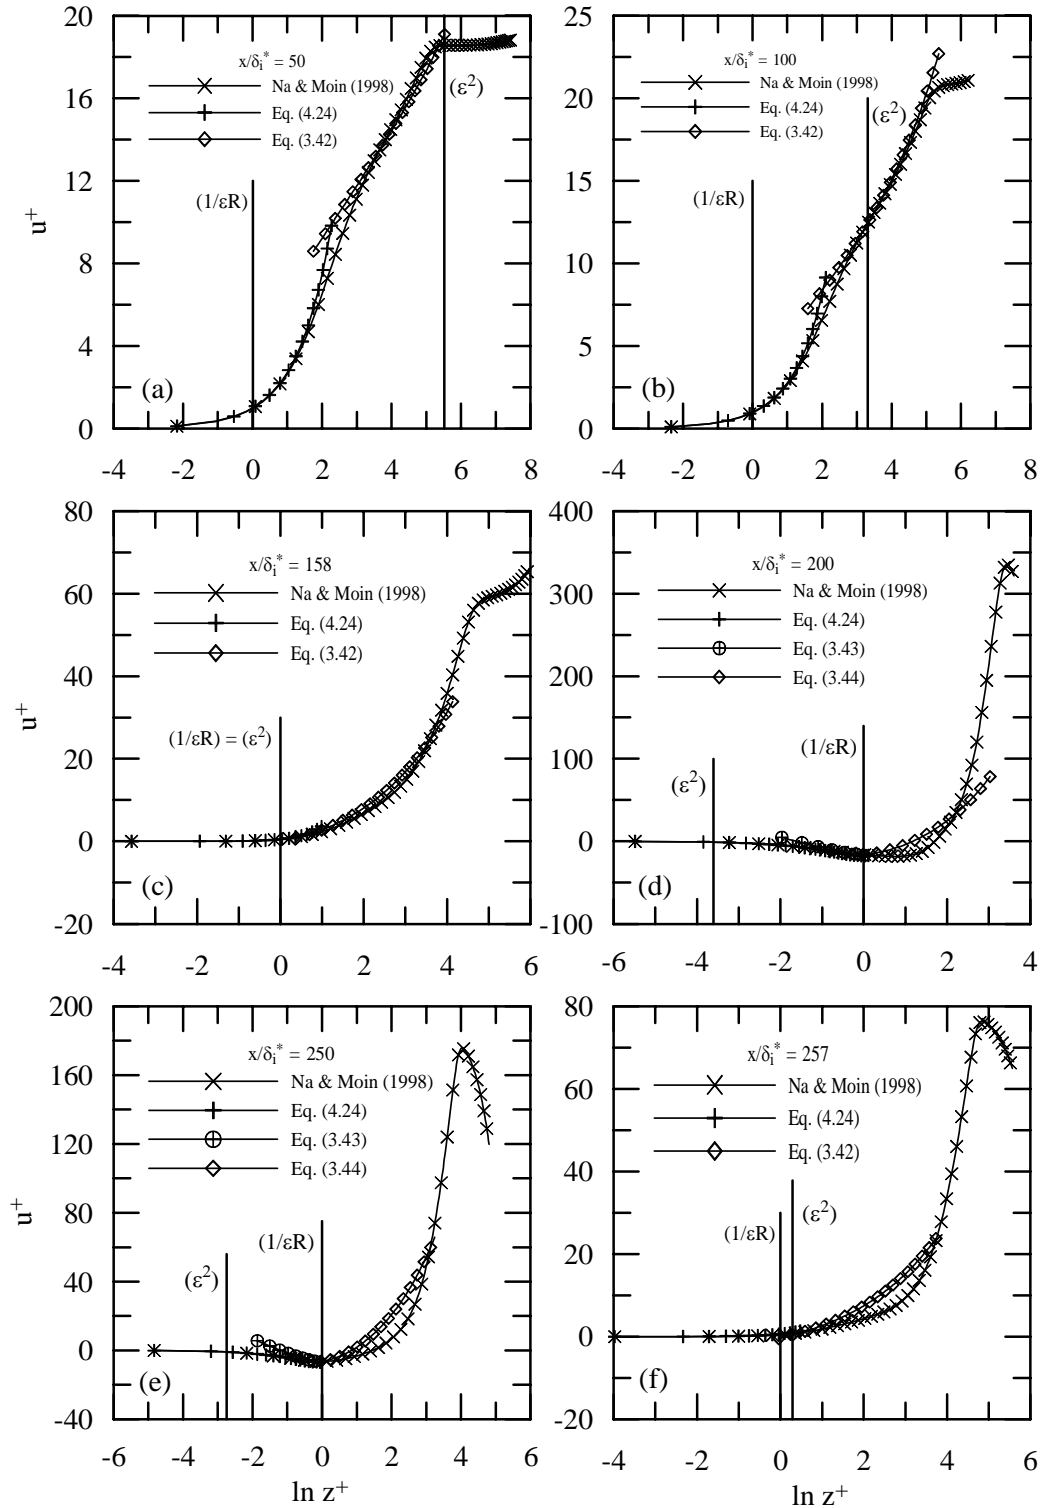 20
16
12
8
4
0
u⁺
x/δᵢ* = 50
Na & Moin (1998)
Eq. (4.24)
Eq. (3.42)
(ε²)
(1/εR)
(a)
-4 -2 0 2 4 6 8
25
20
15
10
5
0
x/δᵢ* = 100
Na & Moin (1998)
Eq. (4.24)
Eq. (3.42)
(ε²)
(1/εR)
(b)
-4 -2 0 2 4 6 8
80
60
40
20
0
-20
u⁺
x/δᵢ* = 158
Na & Moin (1998)
Eq. (4.24)
Eq. (3.42)
(1/εR) = (ε²)
(c)
-4 -2 0 2 4 6
400
300
200
100
0
-100
x/δᵢ* = 200
Na & Moin (1998)
Eq. (4.24)
Eq. (3.43)
Eq. (3.44)
(1/εR)
(ε²)
(d)
-6 -4 -2 0 2 4
200
160
120
80
40
0
-40
u⁺
x/δᵢ* = 250
Na & Moin (1998)
Eq. (4.24)
Eq. (3.43)
Eq. (3.44)
(1/εR)
(ε²)
(e)
-6 -4 -2 0 2 4 6
ln z⁺
80
60
40
20
0
-20
x/δᵢ* = 257
Na & Moin (1998)
Eq. (4.24)
Eq. (3.42)
(ε²)
(1/εR)
(f)
-4 -2 0 2 4 6
ln z⁺